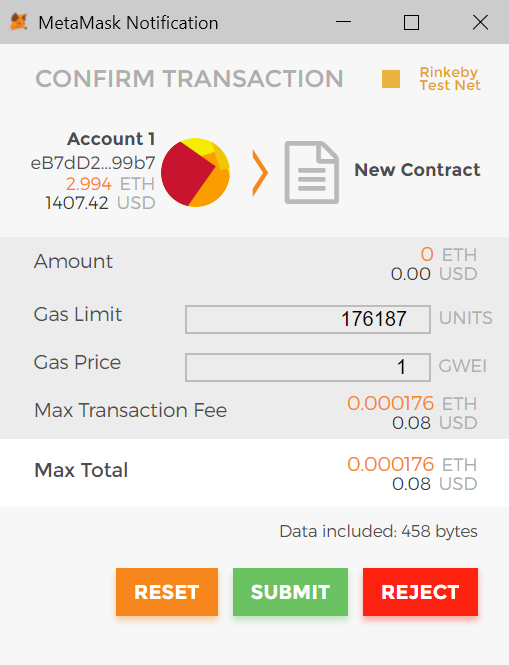 MetaMask Notification
CONFIRM TRANSACTION
Rinkeby
Test Net
Account 1
eB7dD2...99b7
2.994 ETH
1407.42 USD
New Contract
Amount
0 ETH
0.00 USD
Gas Limit
176187 UNITS
Gas Price
1 GWEI
Max Transaction Fee
0.000176 ETH
0.08 USD
Max Total
0.000176 ETH
0.08 USD
Data included: 458 bytes
RESET SUBMIT REJECT